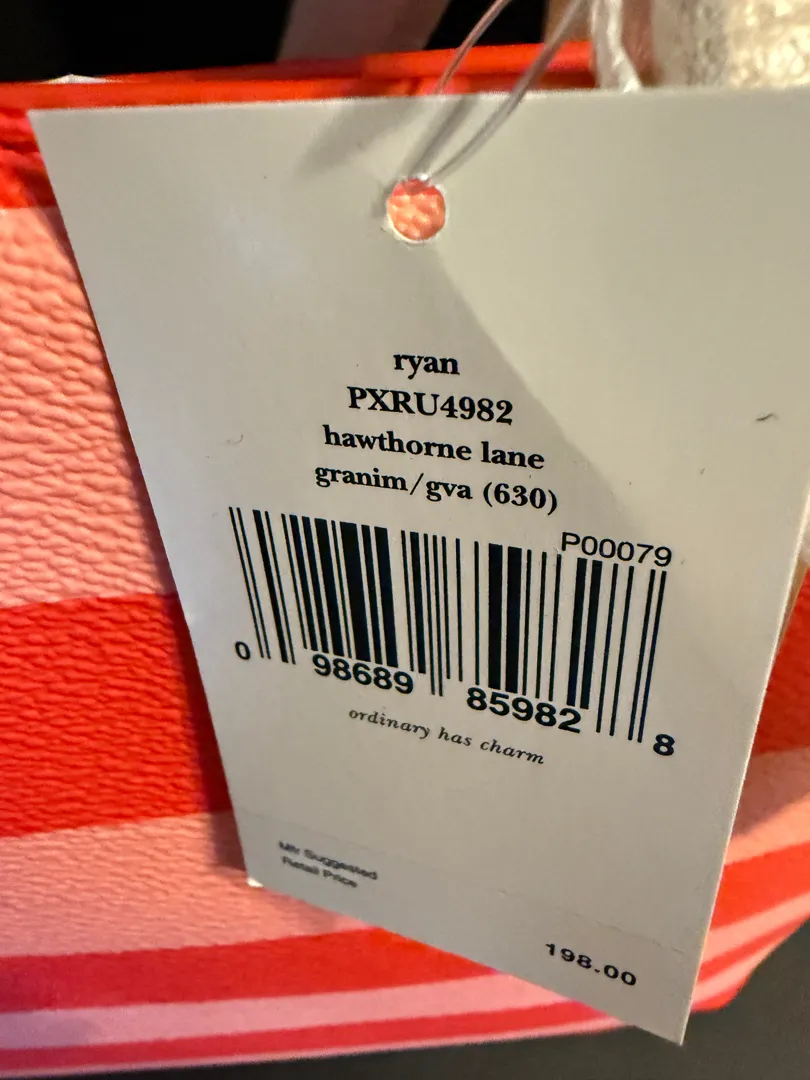 ryan
PXRU4982
hawthorne lane
granim/gva (630)
P00079
0 98689 85982 8
ordinary has charm
Mfr Suggested
Retail Price
198.00